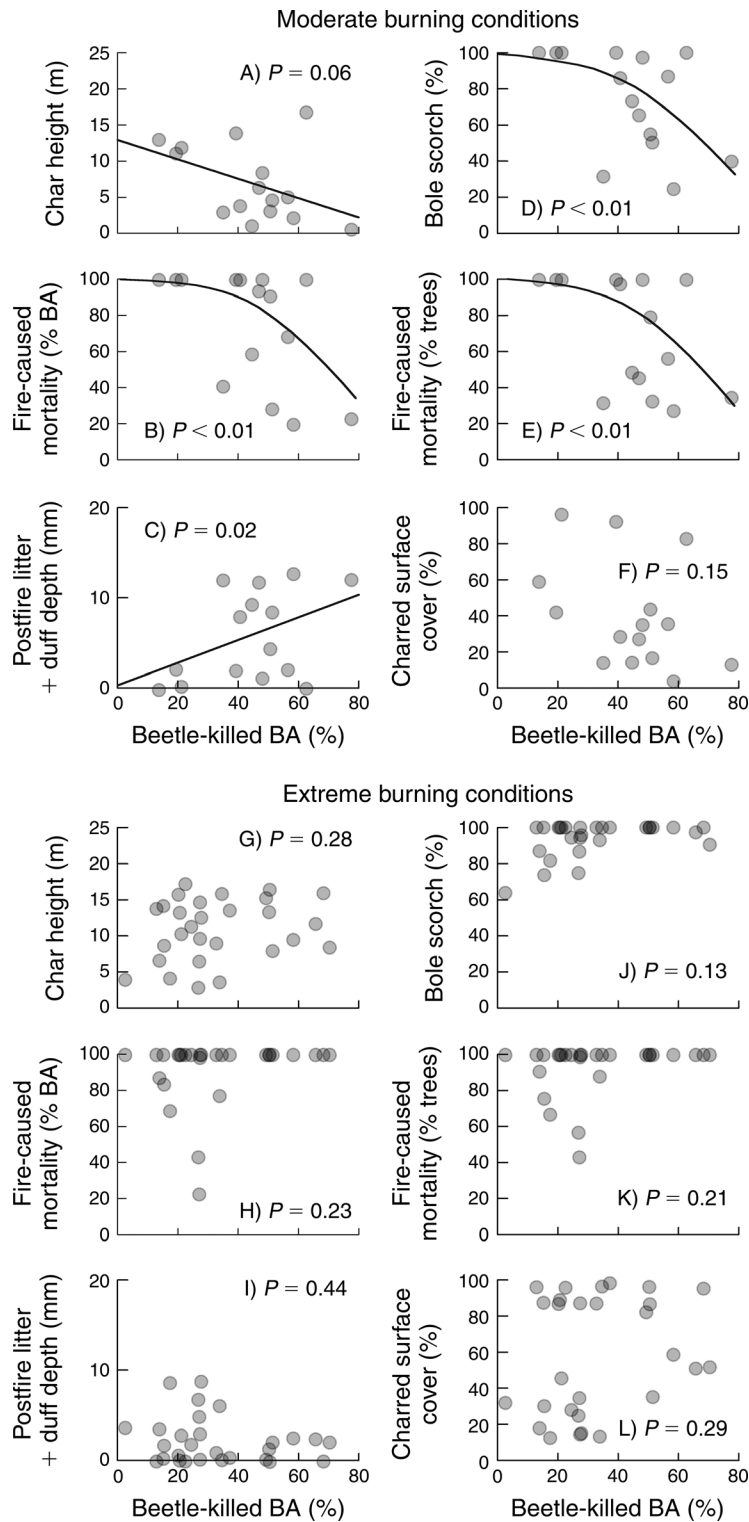 Moderate burning conditions
Char height (m)
25
20
15
10
5
0
A) P = 0.06
Bole scorch (%)
100
80
60
40
20
0
D) P < 0.01
Fire-caused
mortality (% BA)
100
80
60
40
20
0
B) P < 0.01
Fire-caused
mortality (% trees)
100
80
60
40
20
0
E) P < 0.01
Postfire litter
+ duff depth (mm)
20
10
0
C) P = 0.02
0 20 40 60 80
Beetle-killed BA (%)
Charred surface
cover (%)
100
80
60
40
20
0
F) P = 0.15
0 20 40 60 80
Beetle-killed BA (%)
Extreme burning conditions
Char height (m)
25
20
15
10
5
0
G) P = 0.28
Bole scorch (%)
100
80
60
40
20
0
J) P = 0.13
Fire-caused
mortality (% BA)
100
80
60
40
20
0
H) P = 0.23
Fire-caused
mortality (% trees)
100
80
60
40
20
0
K) P = 0.21
Postfire litter
+ duff depth (mm)
20
10
0
I) P = 0.44
0 20 40 60 80
Beetle-killed BA (%)
Charred surface
cover (%)
100
80
60
40
20
0
L) P = 0.29
0 20 40 60 80
Beetle-killed BA (%)